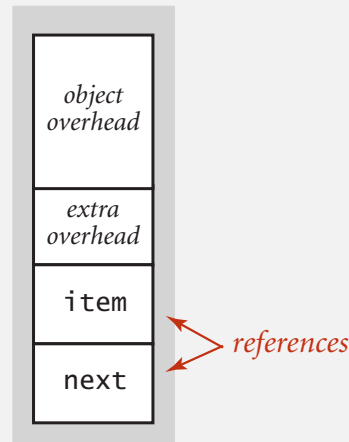 object
overhead
extra
overhead
item
references
next